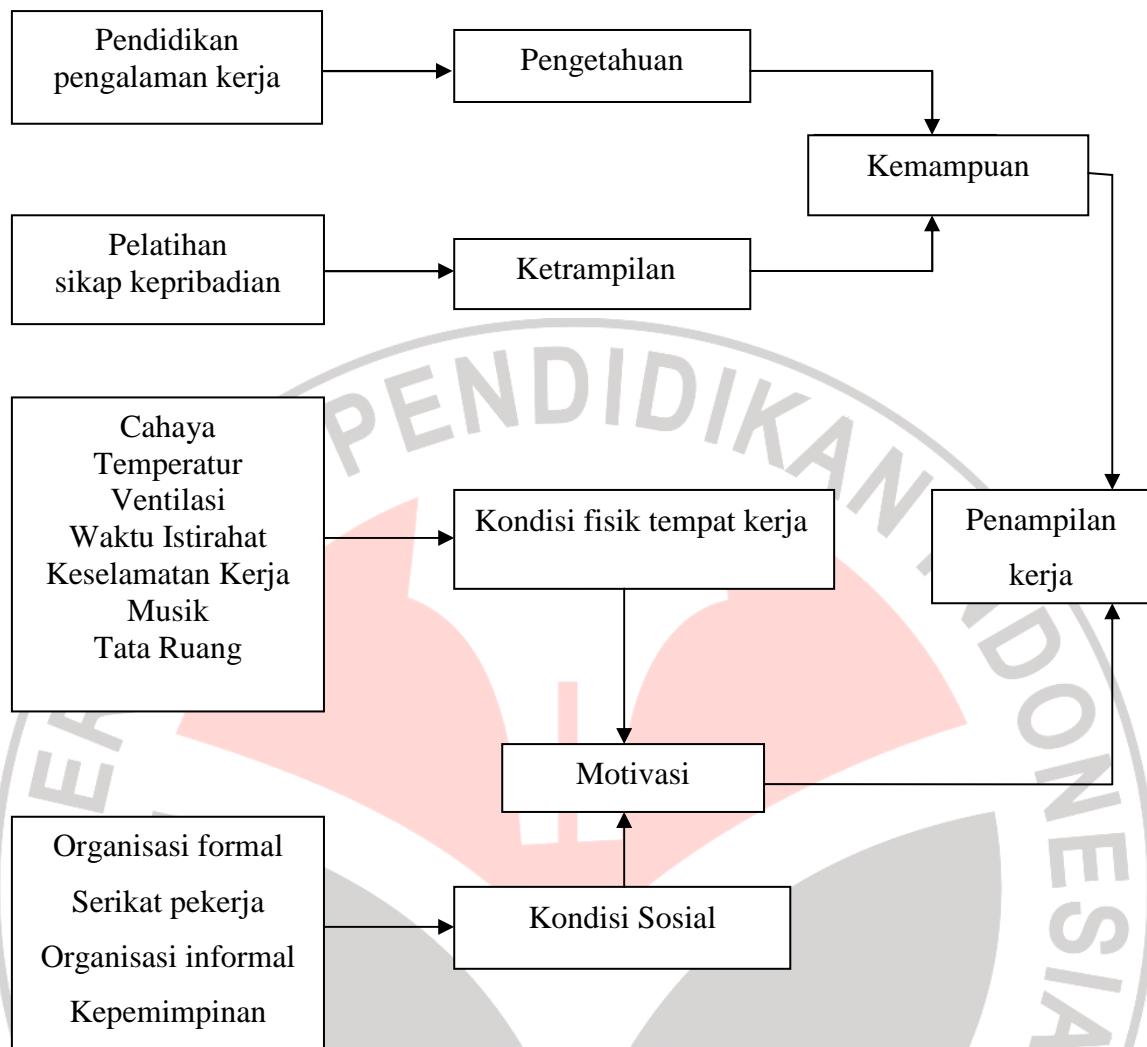 Pendidikan
pengalaman kerja
Pengetahuan
Kemampuan
Pelatihan
sikap kepribadian
Ketrampilan
Cahaya
Temperatur
Ventilasi
Waktu Istirahat
Keselamatan Kerja
Musik
Tata Ruang
Kondisi fisik tempat kerja
Penampilan
kerja
Motivasi
Organisasi formal
Serikat pekerja
Organisasi informal
Kepemimpinan
Kondisi Sosial
PENDIDIKAN